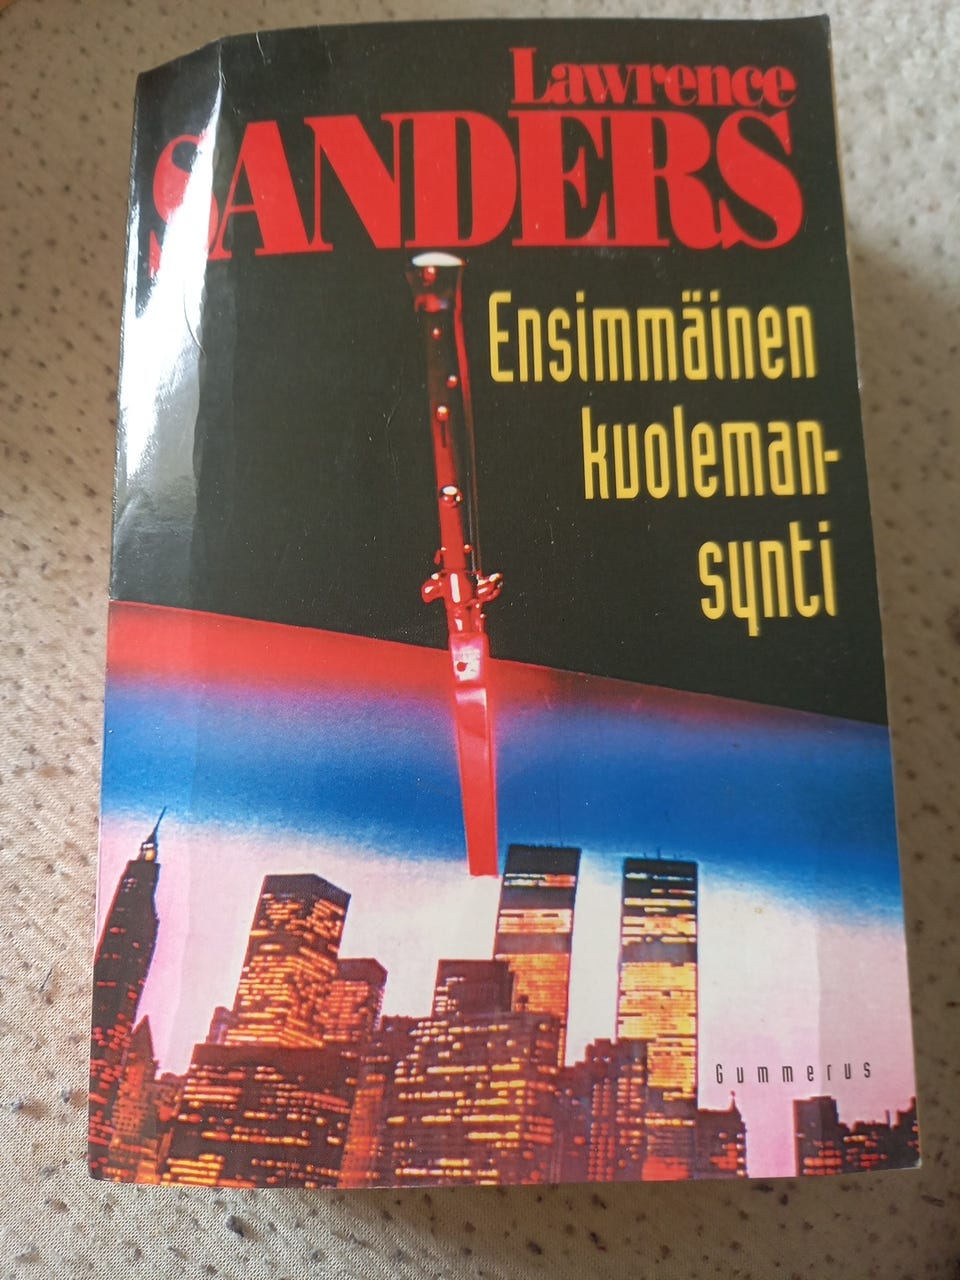 Lawrence
SANDERS
Ensimmäinen
kuoleman-
synti
Gummerus